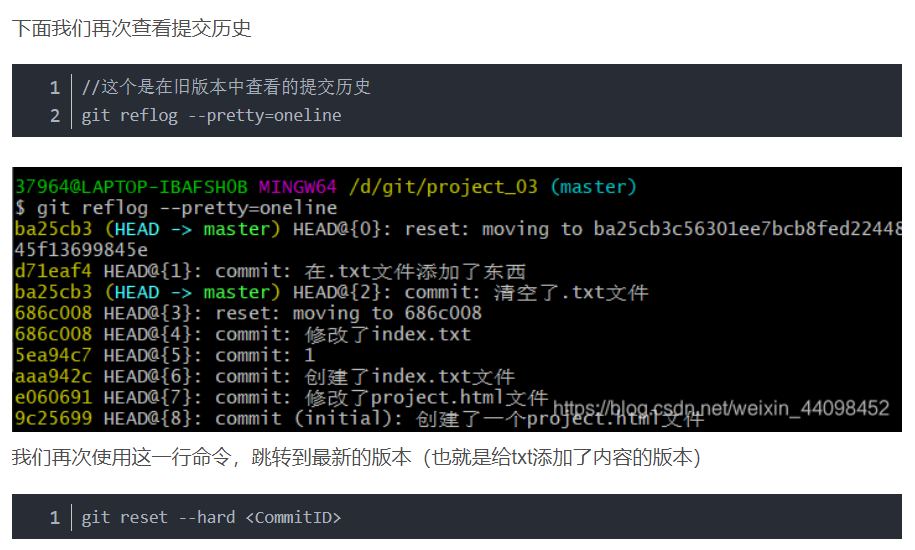 下面我们再次查看提交历史
1 //这个是在旧版本中查看的提交历史
2 git reflog --pretty=oneline
37964@LAPTOP-IBAFSH0B MINGW64 /d/git/project_03 (master)
$ git reflog --pretty=oneline
ba25cb3 (HEAD -> master) HEAD@{0}: reset: moving to ba25cb3c56301ee7bcb8fed22448
45f13699845e
d71eaf4 HEAD@{1}: commit: 在.txt文件添加了东西
ba25cb3 (HEAD -> master) HEAD@{2}: commit: 清空了.txt文件
686c008 HEAD@{3}: reset: moving to 686c008
686c008 HEAD@{4}: commit: 修改了index.txt
5ea94c7 HEAD@{5}: commit: 1
aaa942c HEAD@{6}: commit: 创建了index.txt文件
e060691 HEAD@{7}: commit: 修改了project.html文件
9c25699 HEAD@{8}: commit (initial): 创建了一个project.html文件
https://blog.csdn.net/weixin_44098452
我们再次使用这一行命令，跳转到最新的版本（也就是给txt添加了内容的版本）
1 git reset --hard <CommitID>